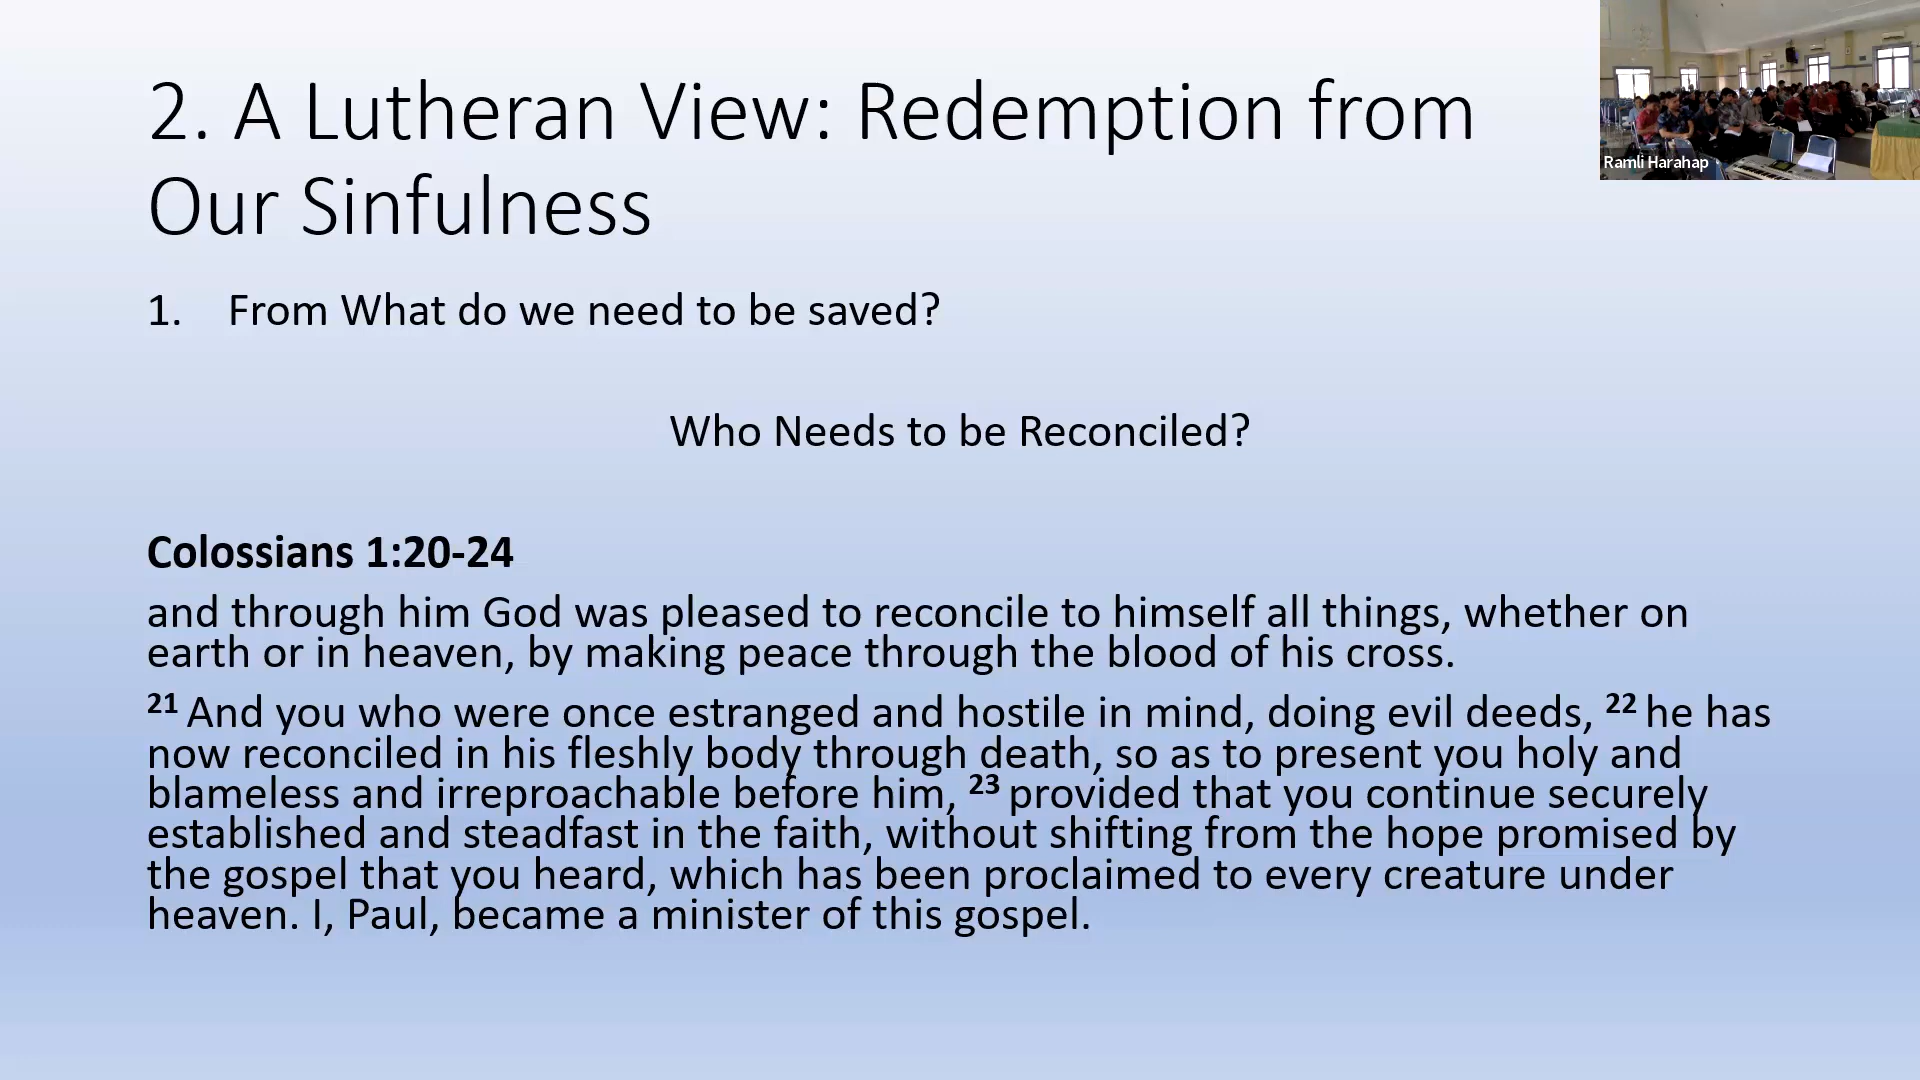 2. A Lutheran View: Redemption from
Our Sinfulness
Ramli Harahap
1. From What do we need to be saved?
Who Needs to be Reconciled?
Colossians 1:20-24
and through him God was pleased to reconcile to himself all things, whether on
earth or in heaven, by making peace through the blood of his cross.
21 And you who were once estranged and hostile in mind, doing evil deeds, 22 he has
now reconciled in his fleshly body through death, so as to present you holy and
blameless and irreproachable before him, 23 provided that you continue securely
established and steadfast in the faith, without shifting from the hope promised by
the gospel that you heard, which has been proclaimed to every creature under
heaven. I, Paul, became a minister of this gospel.